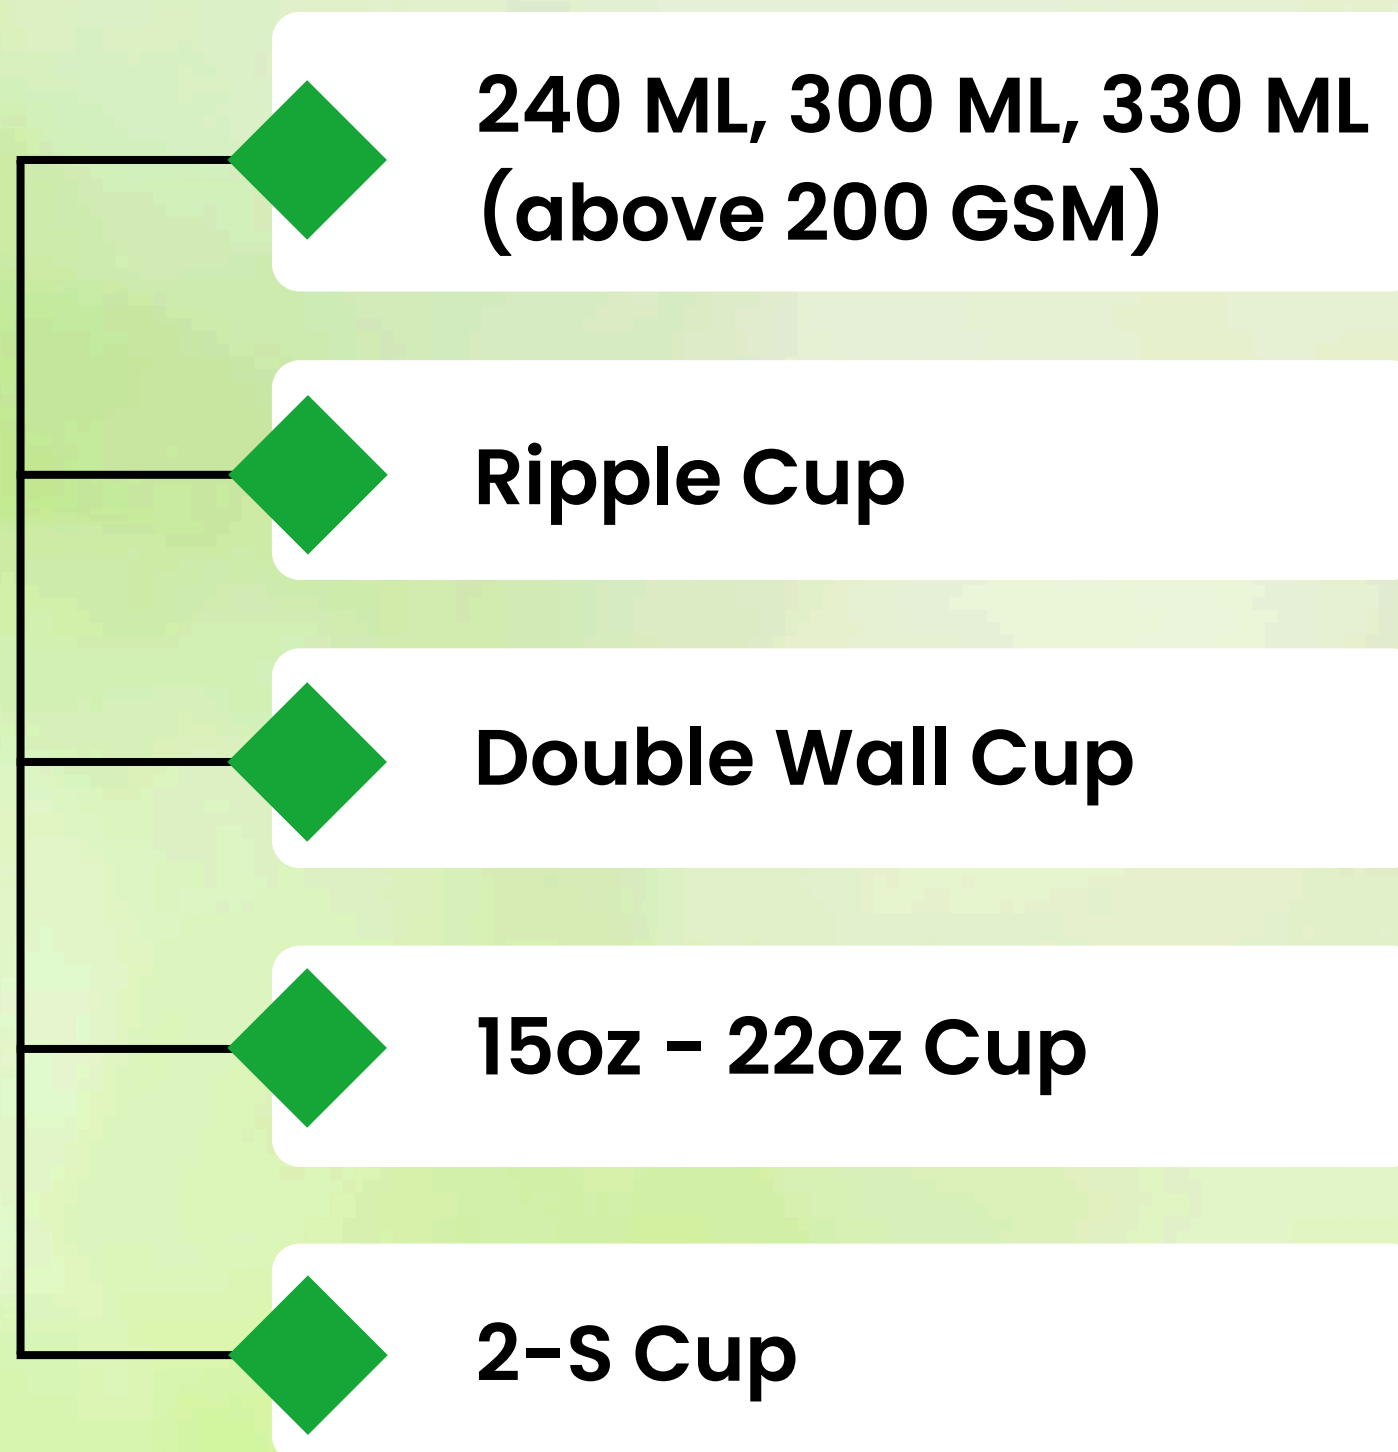 240 ML, 300 ML, 330 ML
(above 200 GSM)
Ripple Cup
Double Wall Cup
15oz - 22oz Cup
2-S Cup